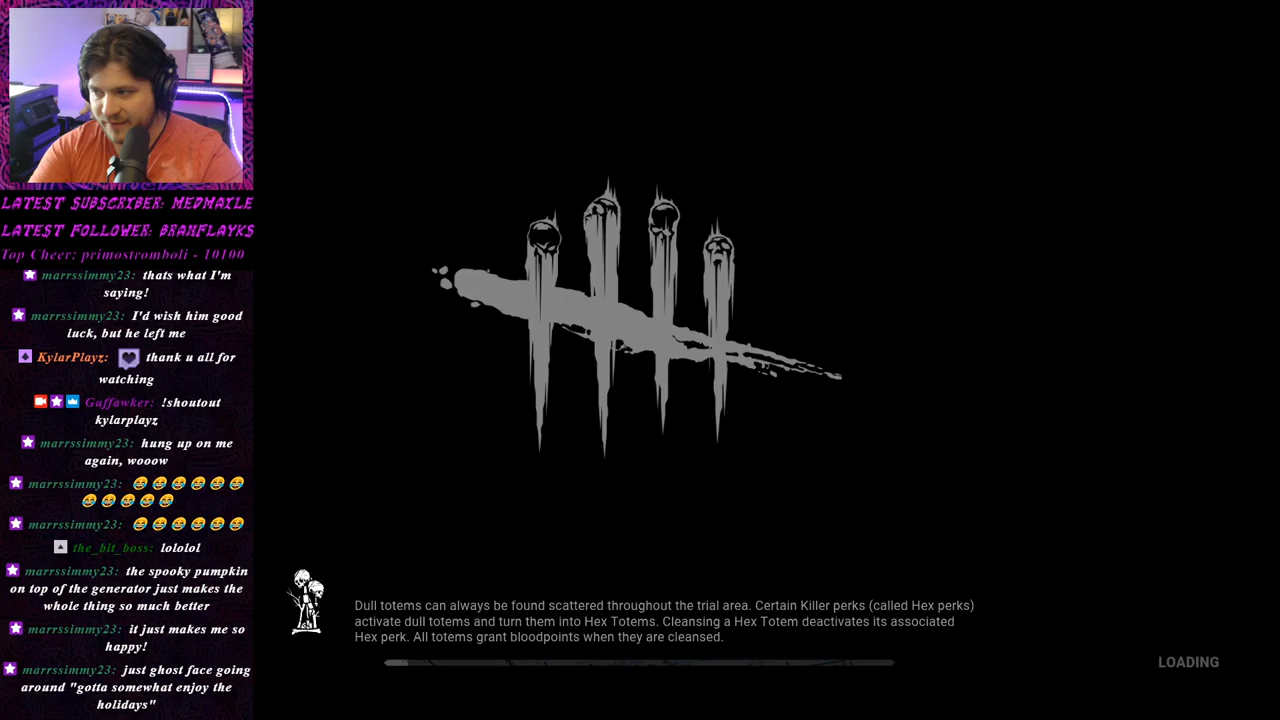 LATEST SUBSCRIBER: MEDMAILE
LATEST FOLLOWER: BRANFLAYKS
Top Cheer: primostromboli - 10100
marrssimmy23: thats what I'm
saying!
marrssimmy23: I'd wish him good
luck, but he left me
KylarPlayz: thank u all for
watching
Guffawker: !shoutout
kylarplayz
marrssimmy23: hung up on me
again, wooow
marrssimmy23: 😂😂😂😂😂😂
😂😂😂😂😂
marrssimmy23: 😂😂😂😂😂😂
the_bit_boss: lololol
marrssimmy23: the spooky pumpkin
on top of the generator just makes the
whole thing so much better
marrssimmy23: it just makes me so
happy!
marrssimmy23: just ghost face going
around "gotta somewhat enjoy the
holidays"
Dull totems can always be found scattered throughout the trial area. Certain Killer perks (called Hex perks)
activate dull totems and turn them into Hex Totems. Cleansing a Hex Totem deactivates its associated
Hex perk. All totems grant bloodpoints when they are cleansed.
LOADING